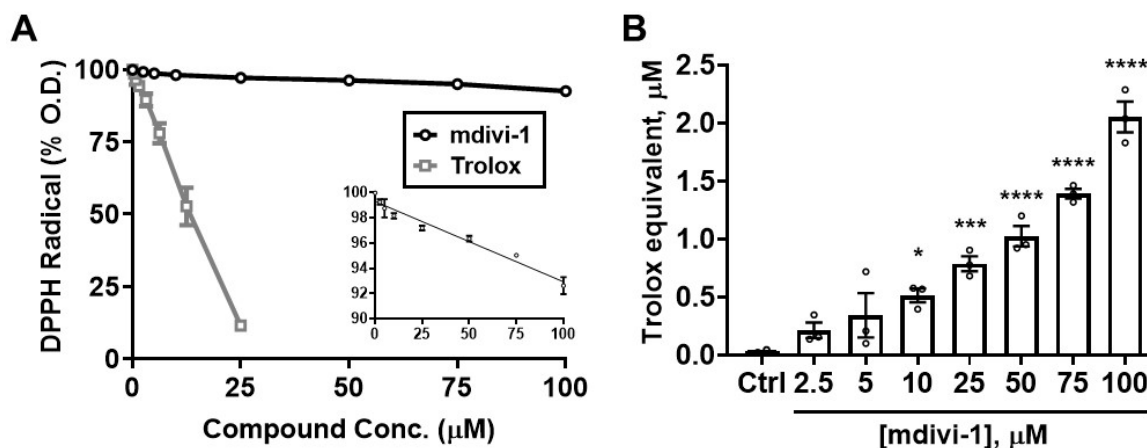 A
DPPH Radical (% O.D.)
100
75
50
25
0
0 25 50 75 100
Compound Conc. (μM)
mdivi-1
Trolox
100
98
96
94
92
90
0 25 50 75 100
B
Trolox equivalent, μM
2.5
2.0
1.5
1.0
0.5
0.0
* *** **** **** ****
Ctrl 2.5 5 10 25 50 75 100
[mdivi-1], μM